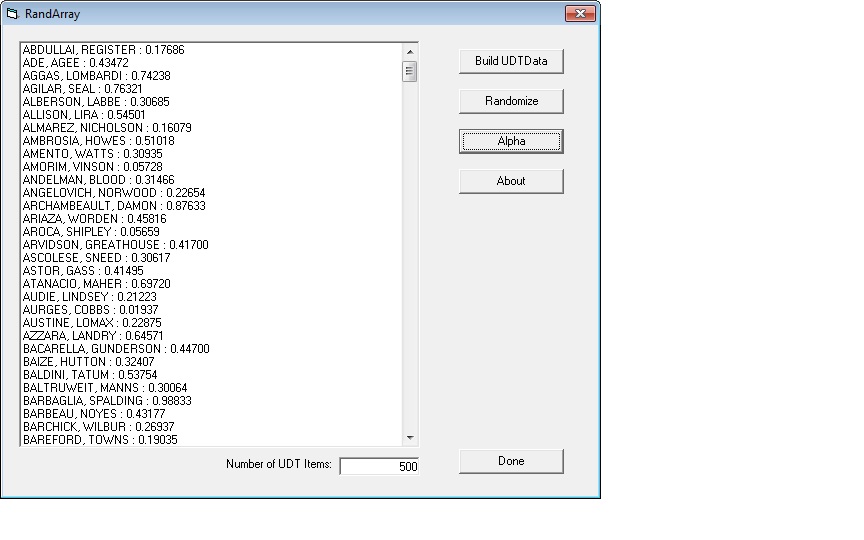 RandArray
ABDULLAI, REGISTER : 0.17686
ADE, AGEE : 0.43472
AGGAS, LOMBARDI : 0.74238
AGILAR, SEAL : 0.76321
ALBERSON, LABBE : 0.30685
ALLISON, LIRA : 0.54501
ALMAREZ, NICHOLSON : 0.16079
AMBROSIA, HOWES : 0.51018
AMENTO, WATTS : 0.30935
AMORIM, VINSON : 0.05728
ANDELMAN, BLOOD : 0.31466
ANGELOVICH, NORWOOD : 0.22654
ARCHAMBEAULT, DAMON : 0.87633
ARIAZA, WORDEN : 0.45816
AROCA, SHIPLEY : 0.05659
ARVIDSON, GREATHOUSE : 0.41700
ASCOLESE, SNEED : 0.30617
ASTOR, GASS : 0.41495
ATANACIO, MAHER : 0.69720
AUDIE, LINDSEY : 0.21223
AURGES, COBBS : 0.01937
AUSTINE, LOMAX : 0.22875
AZZARA, LANDRY : 0.64571
BACARELLA, GUNDERSON : 0.44700
BAIZE, HUTTON : 0.32407
BALDINI, TATUM : 0.53754
BALTRUWEIT, MANNS : 0.30064
BARBAGLIA, SPALDING : 0.98833
BARBEAU, NOYES : 0.43177
BARCHICK, WILBUR : 0.26937
BAREFORD, TOWNS : 0.19035
Number of UDT Items: 500
Build UDTData
Randomize
Alpha
About
Done